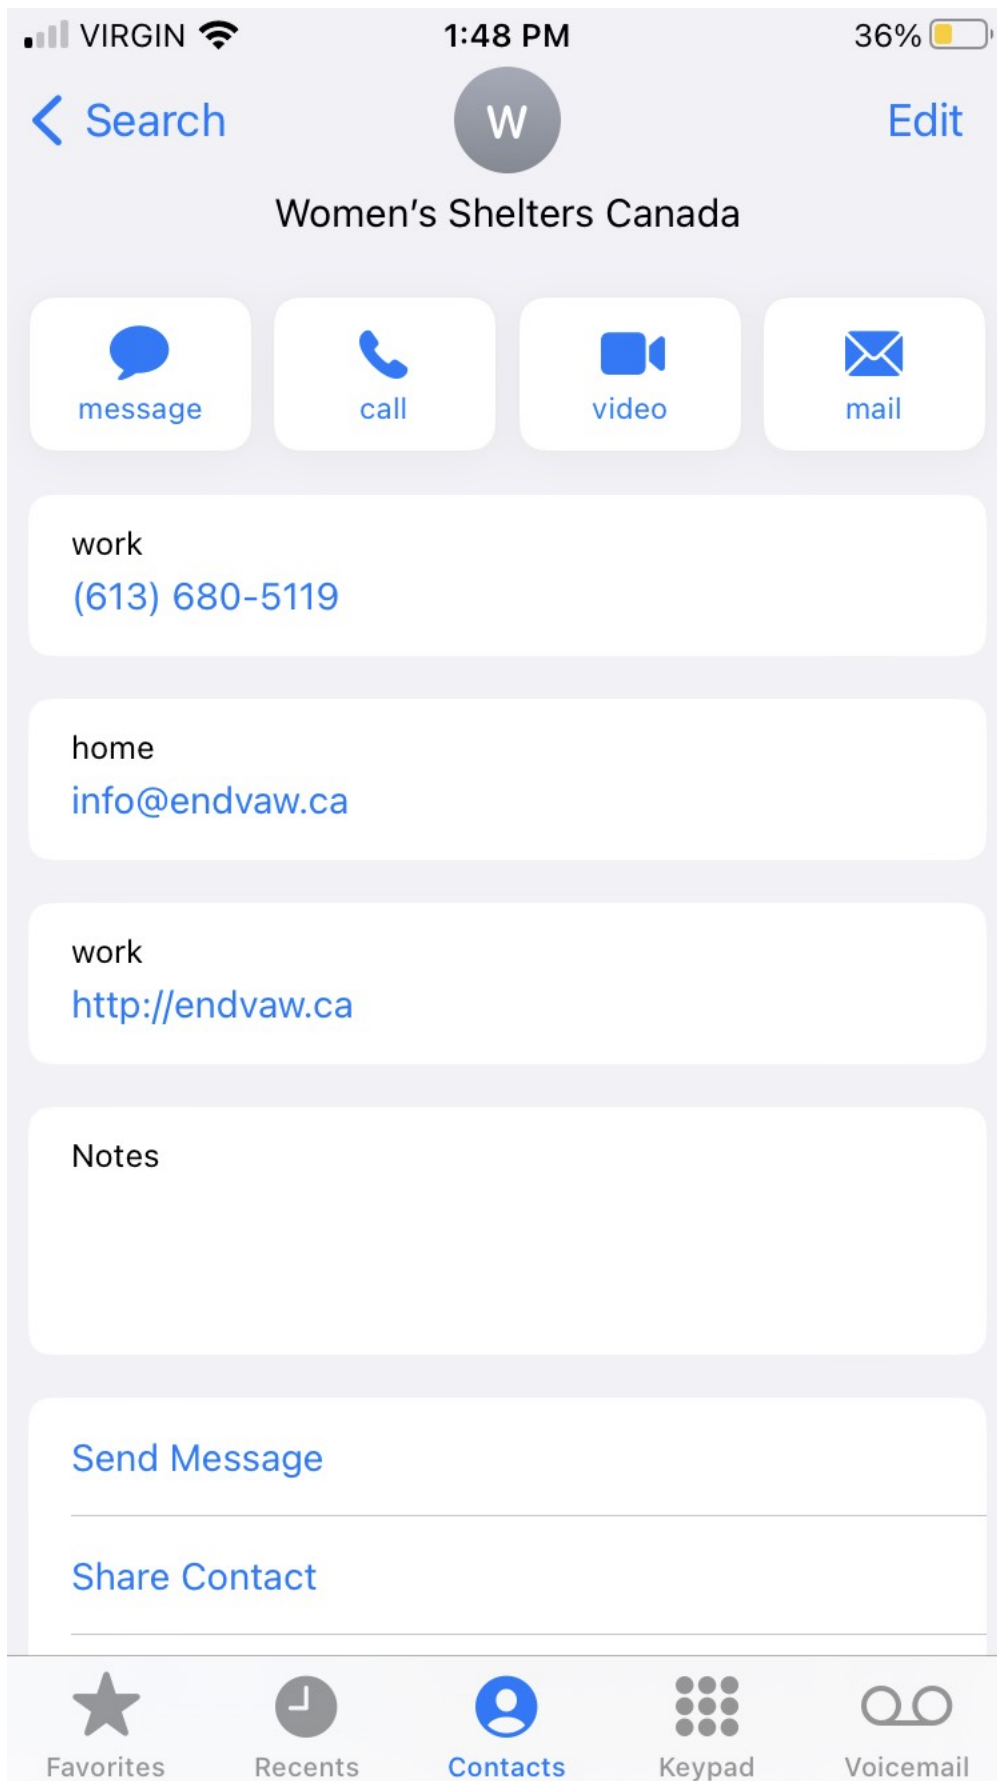 VIRGIN 1:48 PM 36%
Search W Edit
Women's Shelters Canada
message call video mail
work
(613) 680-5119
home
info@endvaw.ca
work
http://endvaw.ca
Notes
Send Message
Share Contact
Favorites Recents Contacts Keypad Voicemail